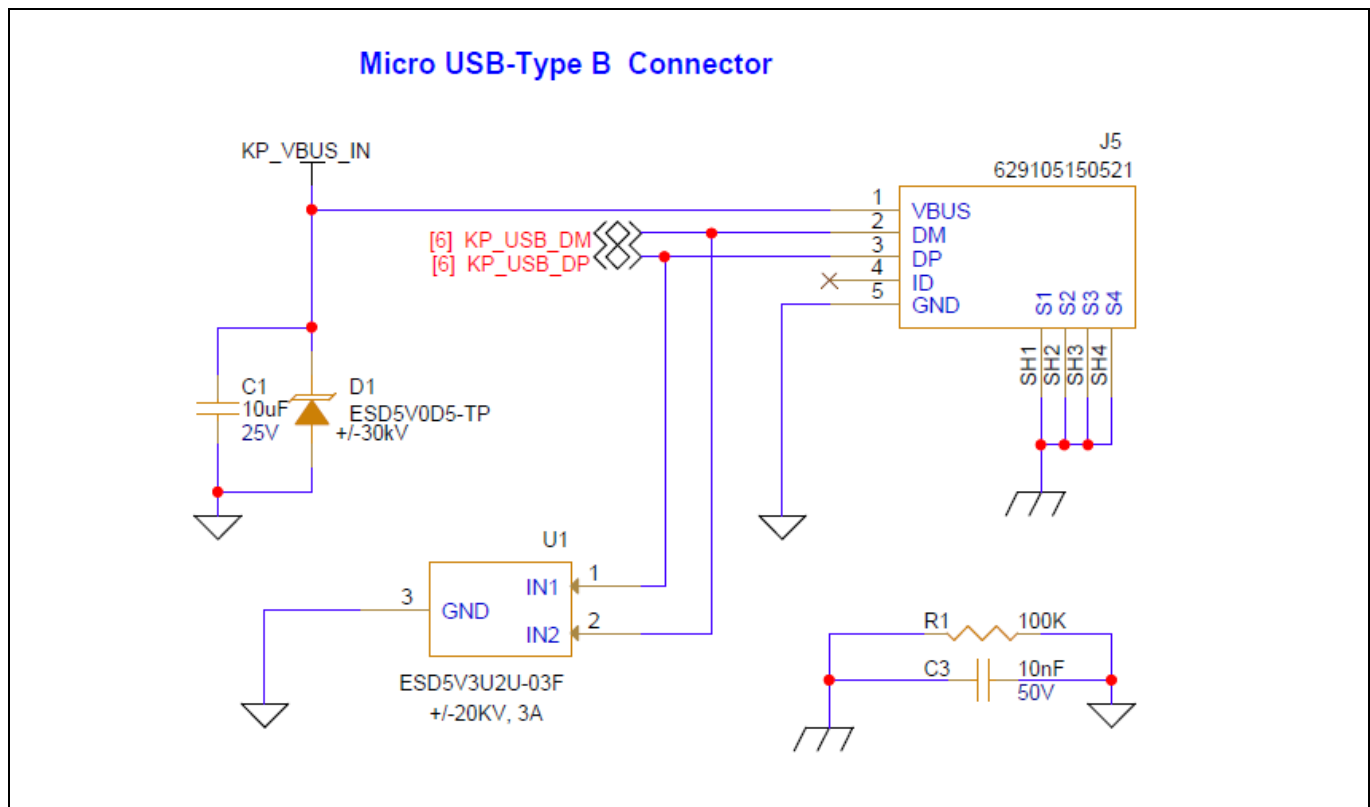 Micro USB-Type B  Connector
KP_VBUS_IN
J5
629105150521
1
VBUS
2
DM
[6] KP_USB_DM
3
DP
[6] KP_USB_DP
4
ID
5
GND
S1
S2
S3
S4
SH1
SH2
SH3
SH4
C1
10uF
25V
D1
ESD5V0D5-TP
+/-30kV
U1
IN1
1
3
GND
IN2
2
ESD5V3U2U-03F
+/-20KV, 3A
R1
100K
C3
10nF
50V